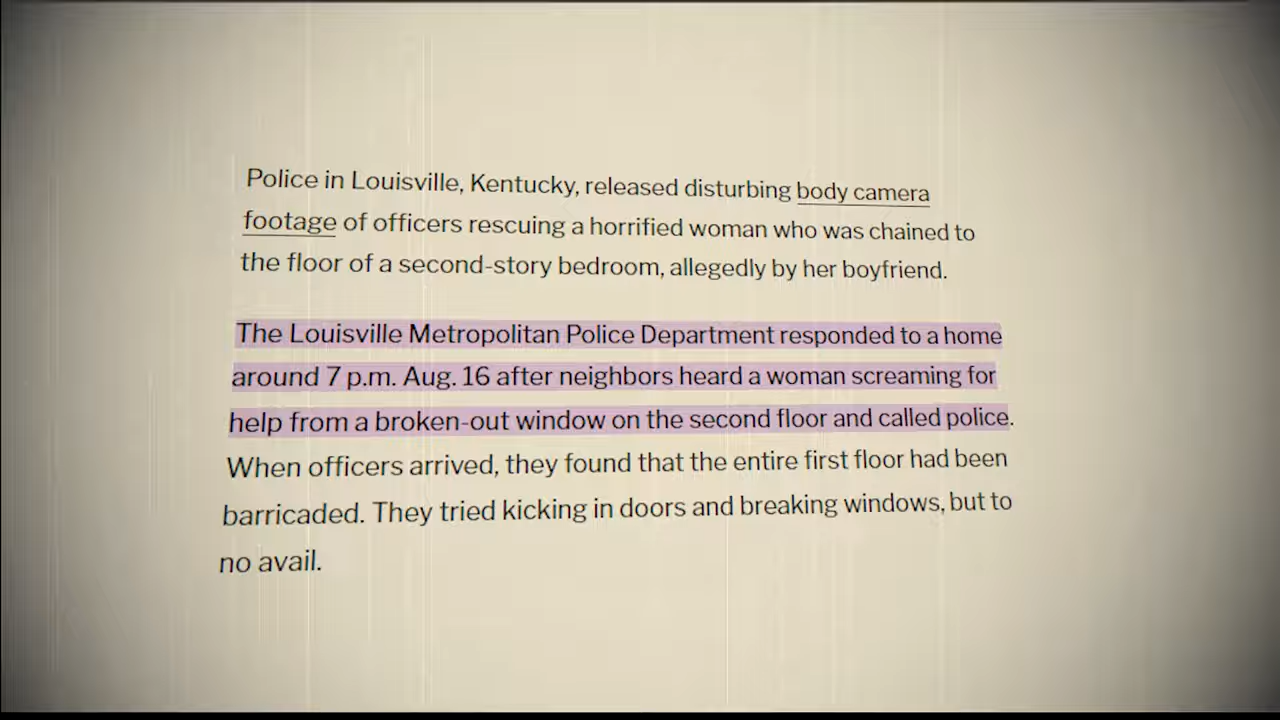 Police in Louisville, Kentucky, released disturbing body camera
footage of officers rescuing a horrified woman who was chained to
the floor of a second-story bedroom, allegedly by her boyfriend.
The Louisville Metropolitan Police Department responded to a home
around 7 p.m. Aug. 16 after neighbors heard a woman screaming for
help from a broken-out window on the second floor and called police.
When officers arrived, they found that the entire first floor had been
barricaded. They tried kicking in doors and breaking windows, but to
no avail.